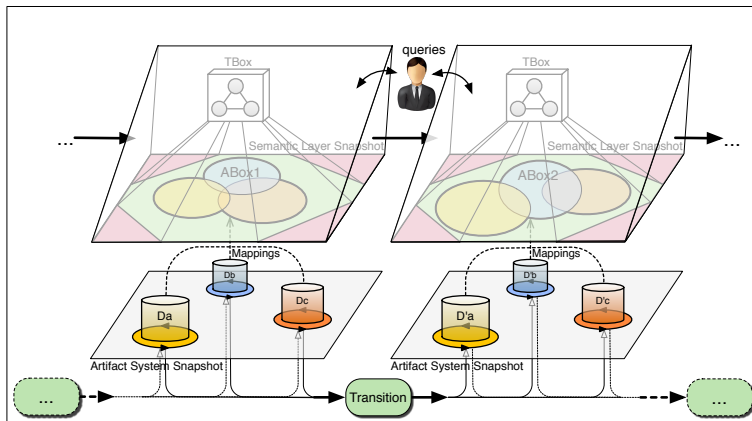 queries
TBox
TBox
Semantic Layer Snapshot
Semantic Layer Snapshot
...
...
ABox1
ABox2
Mappings
Mappings
Db
D'b
Dc
D'c
Da
D'a
Artifact System Snapshot
Artifact System Snapshot
...
Transition
...